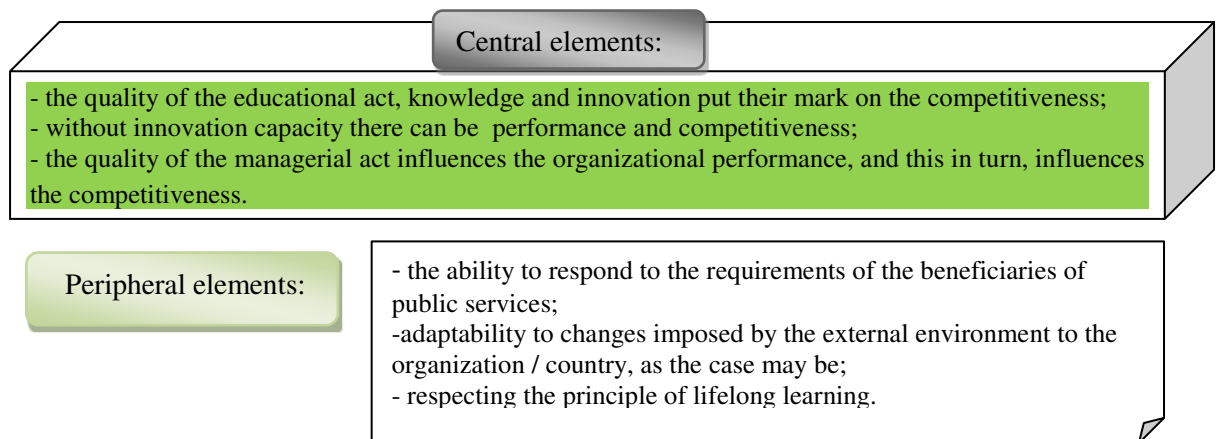 Central elements:
- the quality of the educational act, knowledge and innovation put their mark on the competitiveness;
- without innovation capacity there can be  performance and competitiveness;
- the quality of the managerial act influences the organizational performance, and this in turn, influences
the competitiveness.
Peripheral elements:
- the ability to respond to the requirements of the beneficiaries of
public services;
-adaptability to changes imposed by the external environment to the
organization / country, as the case may be;
- respecting the principle of lifelong learning.